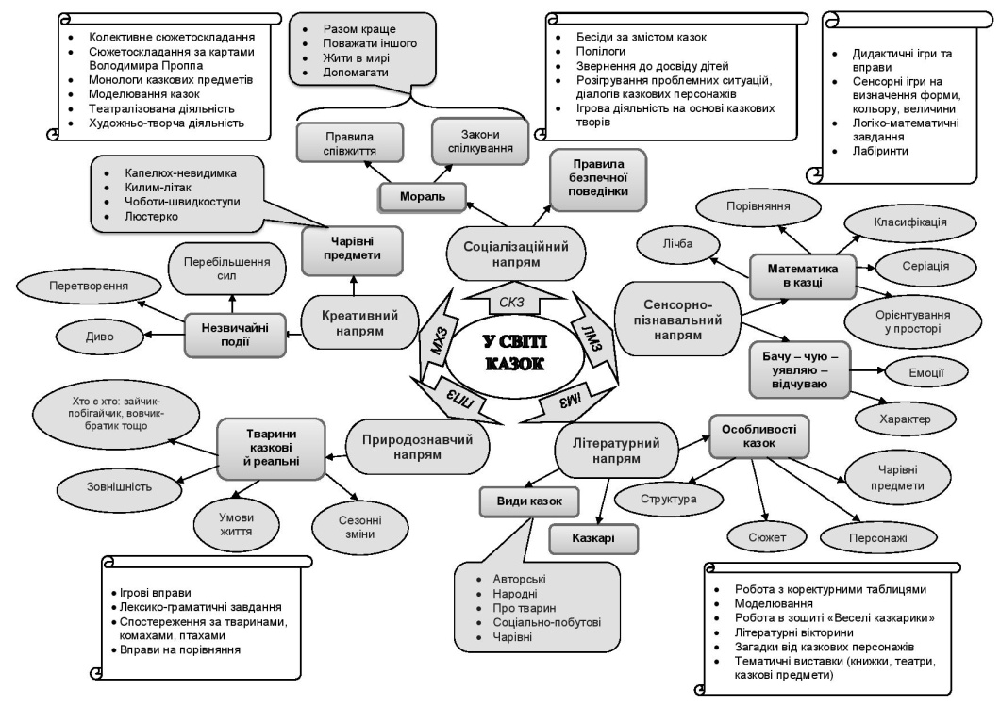 • Колективне сюжетоскладання
• Сюжетоскладання за картами
Володимира Проппа
• Монологи казкових предметів
• Моделювання казок
• Театралізована діяльність
• Художньо-творча діяльність
• Разом краще
• Поважати іншого
• Жити в мирі
• Допомагати
• Бесіди за змістом казок
• Полілоги
• Звернення до досвіду дітей
• Розігрування проблемних ситуацій,
діалогів казкових персонажів
• Ігрова діяльність на основі казкових
творів
• Дидактичні ігри та
вправи
• Сенсорні ігри на
визначення форми,
кольору, величини
• Логіко-математичні
завдання
• Лабіринти
Правила
співжиття
Закони
спілкування
• Капелюх-невидимка
• Килим-літак
• Чоботи-швидкоступи
• Люстерко
Мораль
Правила
безпечної
поведінки
Чарівні
предмети
Соціалізаційний
напрям
Порівняння
Класифікація
Лічба
Математика
в казці
Серіація
Орієнтування
у просторі
Перебільшення
сил
Перетворення
Диво
Незвичайні
події
Креативний
напрям
СКЗ
МХЗ
ЛМЗ
У СВІТІ
КАЗОК
ППЗ
ІМЗ
Сенсорно-
пізнавальний
напрям
Бачу – чую –
уявляю –
відчуваю
Емоції
Характер
Хто є хто: зайчик-
побігайчик, вовчик-
братик тощо
Тварини
казкові
й реальні
Природознавчий
напрям
Літературний
напрям
Особливості
казок
Зовнішність
Умови
життя
Сезонні
зміни
Види казок
Казкарі
Структура
Сюжет
Персонажі
Чарівні
предмети
• Ігрові вправи
• Лексико-граматичні завдання
• Спостереження за тваринами,
комахами, птахами
• Вправи на порівняння
• Авторські
• Народні
• Про тварин
• Соціально-побутові
• Чарівні
• Робота з коректурними таблицями
• Моделювання
• Робота в зошиті «Веселі казкарики»
• Літературні вікторини
• Загадки від казкових персонажів
• Тематичні виставки (книжки, театри,
казкові предмети)